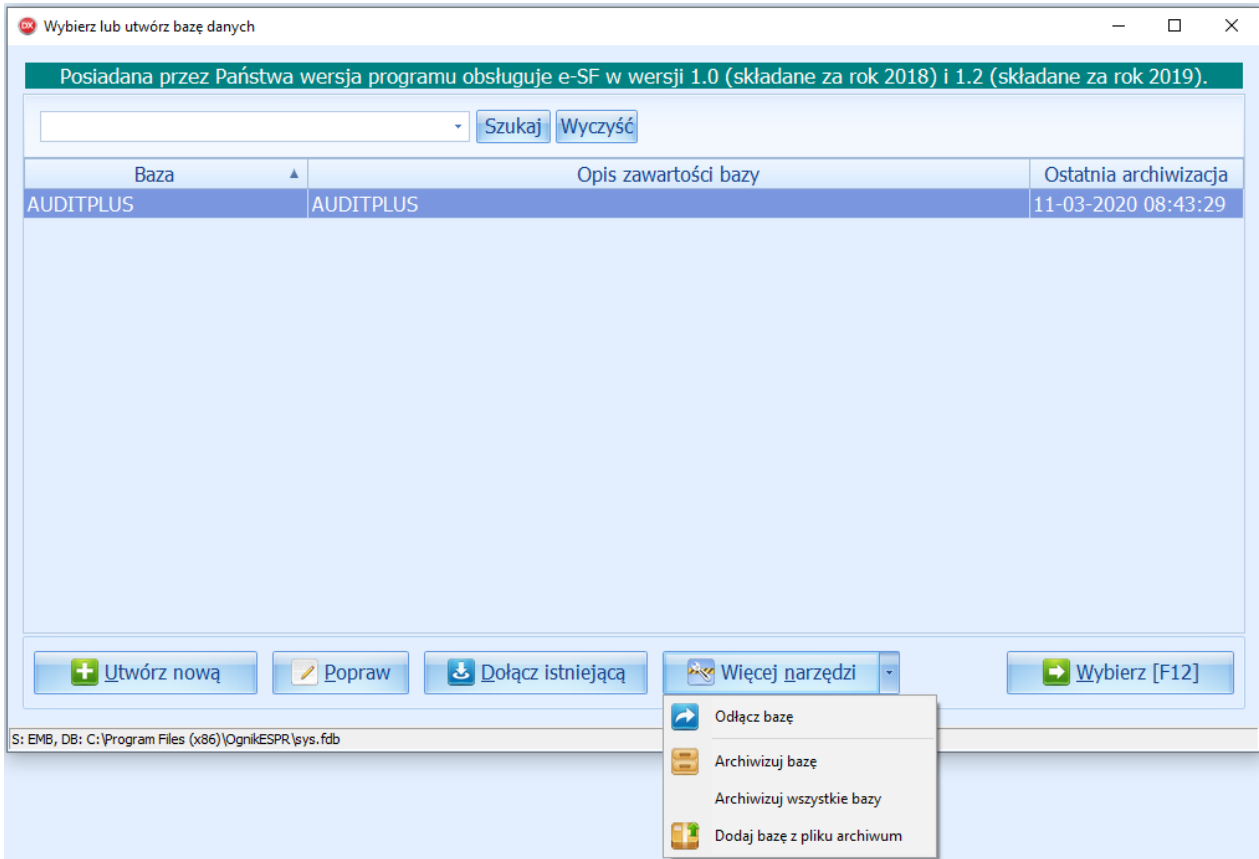 DX Wybierz lub utwórz bazę danych
Posiadana przez Państwa wersja programu obsługuje e-SF w wersji 1.0 (składane za rok 2018) i 1.2 (składane za rok 2019).
Szukaj Wyczyść
Baza Opis zawartości bazy Ostatnia archiwizacja
AUDITPLUS AUDITPLUS 11-03-2020 08:43:29
Utwórz nową Popraw Dołącz istniejącą Więcej narzędzi Wybierz [F12]
Odłącz bazę
S: EMB, DB: C:\Program Files (x86)\OgnikESPR\sys.fdb
Archiwizuj bazę
Archiwizuj wszystkie bazy
Dodaj bazę z pliku archiwum